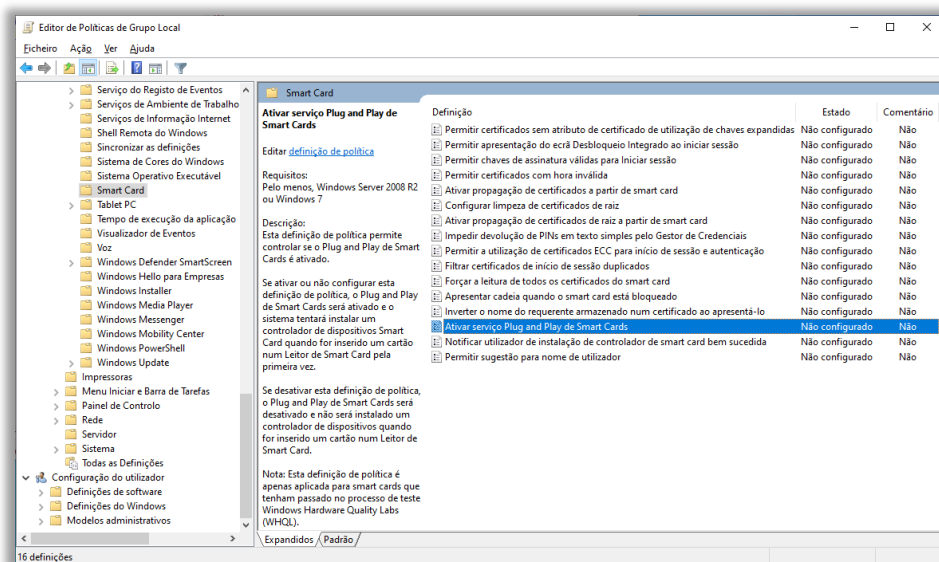 Editor de Políticas de Grupo Local
Ficheiro Ação Ver Ajuda
Serviço do Registo de Eventos
Serviços de Ambiente de Trabalho
Serviços de Informação Internet
Shell Remota do Windows
Sincronizar as definições
Sistema de Cores do Windows
Sistema Operativo Executável
Smart Card
Tablet PC
Tempo de execução da aplicação
Visualizador de Eventos
Voz
Windows Defender SmartScreen
Windows Hello para Empresas
Windows Installer
Windows Media Player
Windows Messenger
Windows Mobility Center
Windows PowerShell
Windows Update
Impressoras
Menu Iniciar e Barra de Tarefas
Painel de Controlo
Rede
Servidor
Sistema
Todas as Definições
Configuração do utilizador
Definições de software
Definições do Windows
Modelos administrativos
Smart Card
Ativar serviço Plug and Play de
Smart Cards
Editar definição de política
Requisitos:
Pelo menos, Windows Server 2008 R2
ou Windows 7
Descrição:
Esta definição de política permite
controlar se o Plug and Play de Smart
Cards é ativado.
Se ativar ou não configurar esta
definição de política, o Plug and Play
de Smart Cards será ativado e o
sistema tentará instalar um
controlador de dispositivos Smart
Card quando for inserido um cartão
num Leitor de Smart Card pela
primeira vez.
Se desativar esta definição de política,
o Plug and Play de Smart Cards será
desativado e não será instalado um
controlador de dispositivos quando
for inserido um cartão num Leitor de
Smart Card.
Nota: Esta definição de política é
apenas aplicada para smart cards que
tenham passado no processo de teste
Windows Hardware Quality Labs
(WHQL).
Definição Estado Comentário
Permitir certificados sem atributo de certificado de utilização de chaves expandidas Não configurado Não
Permitir apresentação do ecrã Desbloqueio Integrado ao iniciar sessão Não configurado Não
Permitir chaves de assinatura válidas para Iniciar sessão Não configurado Não
Permitir certificados com hora inválida Não configurado Não
Ativar propagação de certificados a partir de smart card Não configurado Não
Configurar limpeza de certificados de raiz Não configurado Não
Ativar propagação de certificados de raiz a partir de smart card Não configurado Não
Impedir devolução de PINs em texto simples pelo Gestor de Credenciais Não configurado Não
Permitir a utilização de certificados ECC para início de sessão e autenticação Não configurado Não
Filtrar certificados de início de sessão duplicados Não configurado Não
Forçar a leitura de todos os certificados do smart card Não configurado Não
Apresentar cadeia quando o smart card está bloqueado Não configurado Não
Inverter o nome do requerente armazenado num certificado ao apresentá-lo Não configurado Não
Ativar serviço Plug and Play de Smart Cards Não configurado Não
Notificar utilizador de instalação de controlador de smart card bem sucedida Não configurado Não
Permitir sugestão para nome de utilizador Não configurado Não
Expandidos Padrão
16 definições